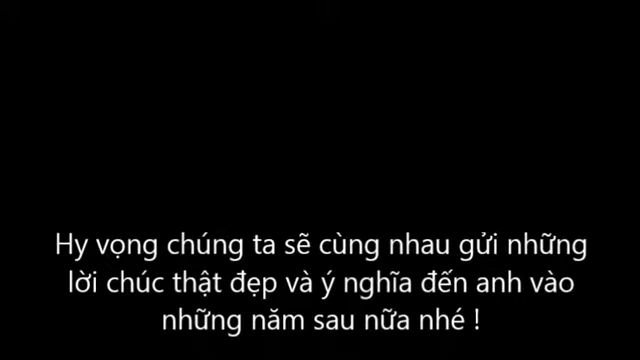 Hy vọng chúng ta sẽ cùng nhau gửi những
lời chúc thật đẹp và ý nghĩa đến anh vào
những năm sau nữa nhé !